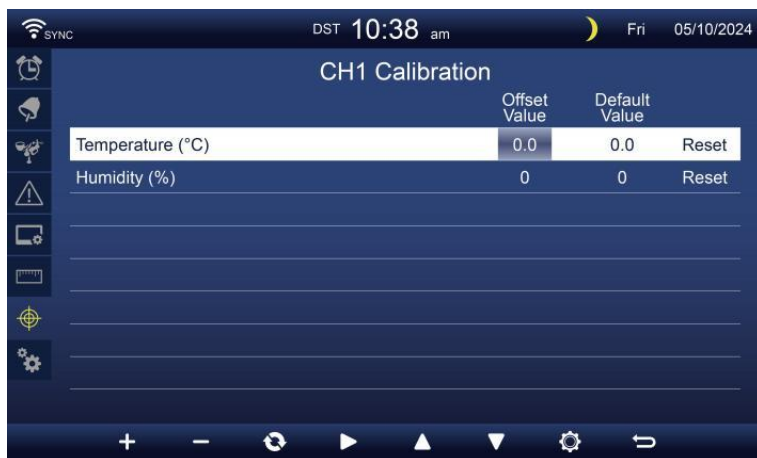 SYNC DST 10:38 am Fri 05/10/2024
CH1 Calibration
Offset Value Default Value
Temperature (°C) 0.0 0.0 Reset
Humidity (%) 0 0 Reset